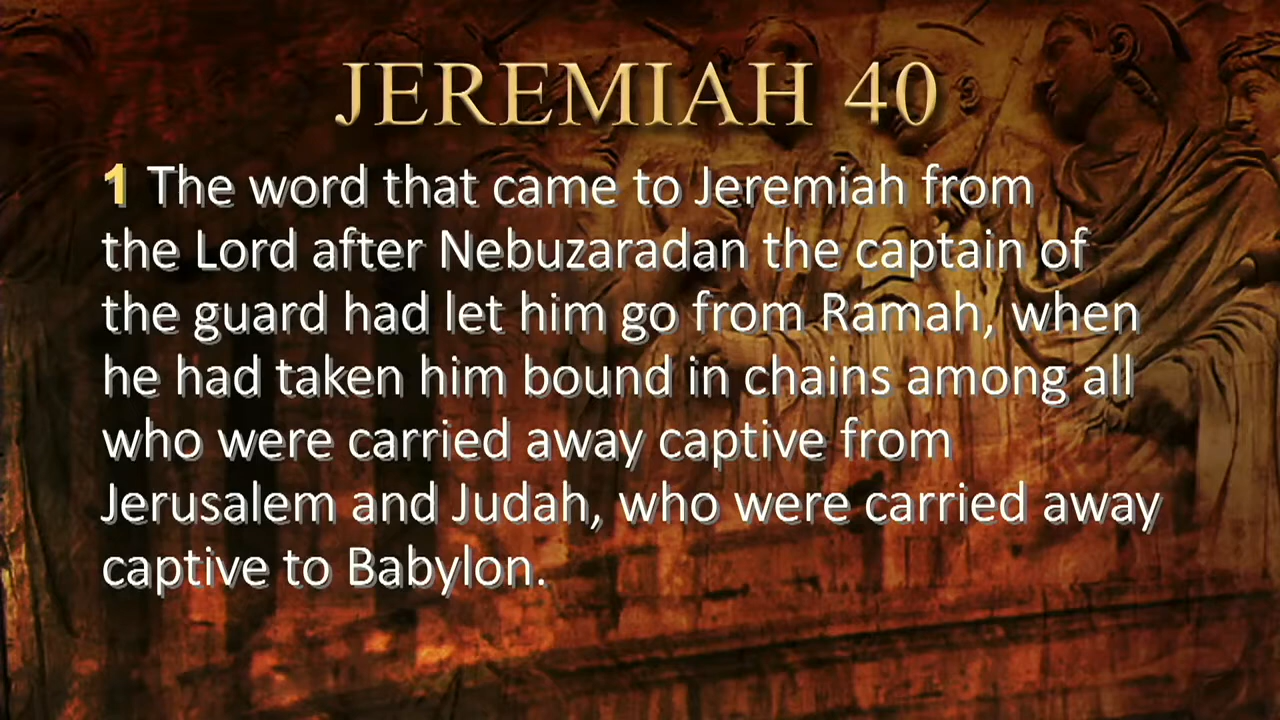 JEREMIAH 40
1 The word that came to Jeremiah from
the Lord after Nebuzaradan the captain of
the guard had let him go from Ramah, when
he had taken him bound in chains among all
who were carried away captive from
Jerusalem and Judah, who were carried away
captive to Babylon.